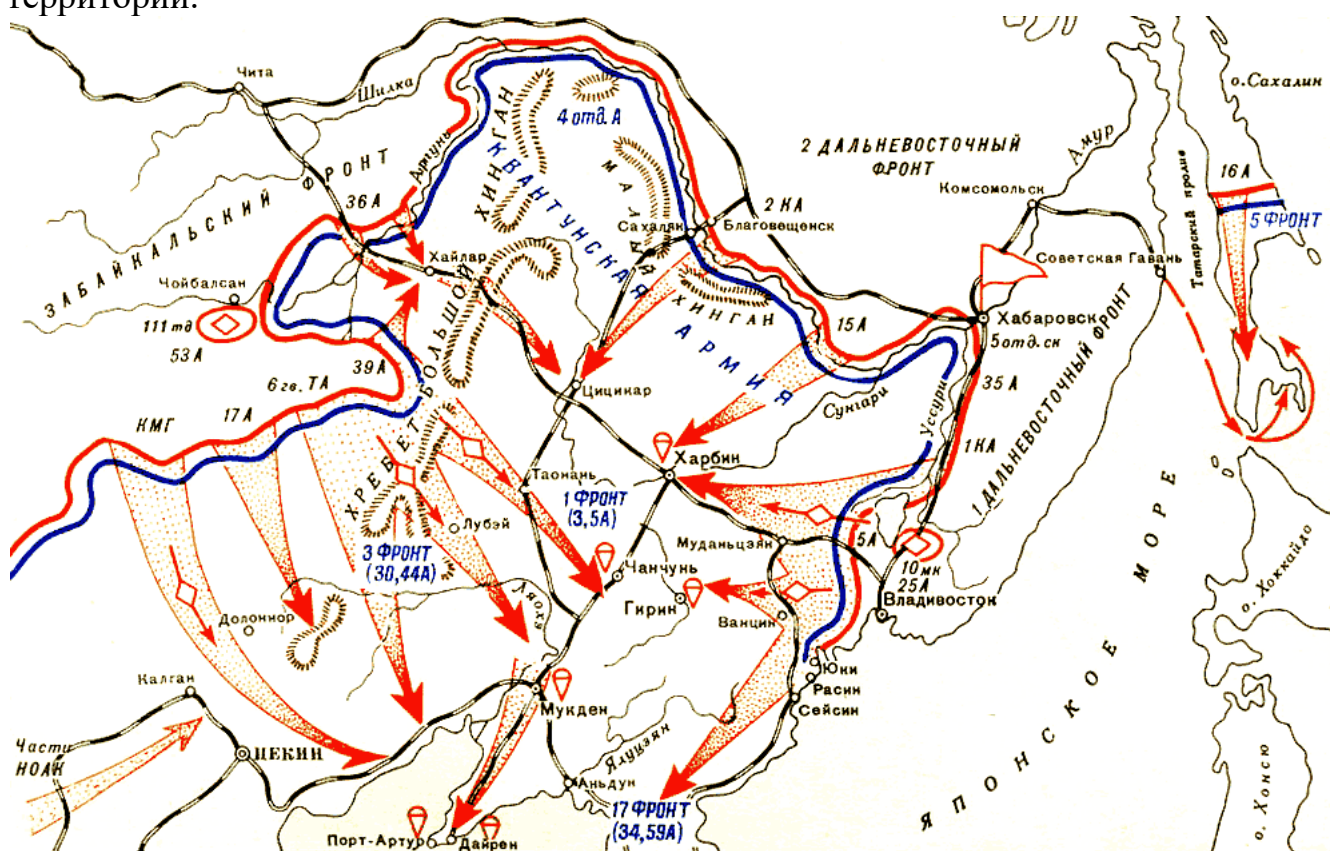 территории.
Чита
Шилка
Аргунь
ЗАБАЙКАЛЬСКИЙ ФРОНТ
36 А
4 отд. А
КВАНТУНСКАЯ АРМИЯ
МАЛЫЙ ХИНГАН
ХРЕБЕТ БОЛЬШОЙ ХИНГАН
2 КА
Сахалян
Благовещенск
2 ДАЛЬНЕВОСТОЧНЫЙ
ФРОНТ
Амур
Комсомольск
о. Сахалин
16 А
5 ФРОНТ
Татарский пролив
Советская Гавань
Хайлар
Чойбалсан
111 тд
53 А
39 А
6 гв. ТА
17 А
КМГ
15 А
Хабаровск
5 отд. ск
35 А
Уссури
1 КА
1 ДАЛЬНЕВОСТОЧНЫЙ ФРОНТ
Цицикар
Сунгари
Харбин
Таонань
1 ФРОНТ
(3,5А)
Лубэй
3 ФРОНТ
(30,44А)
Муданьцзян
5А
10 мк
25 А
Владивосток
Чанчунь
Гирин
Ванцин
Ляохэ
Долоннор
Юки
Расин
Сейсин
Калган
Мукден
Части
НОАК
ПЕКИН
Ялуцзян
Аньдун
17 ФРОНТ
(34,59А)
Порт-Артур
Дайрен
ЯПОНСКОЕ МОРЕ
о. Хоккайдо
о. Хонсю